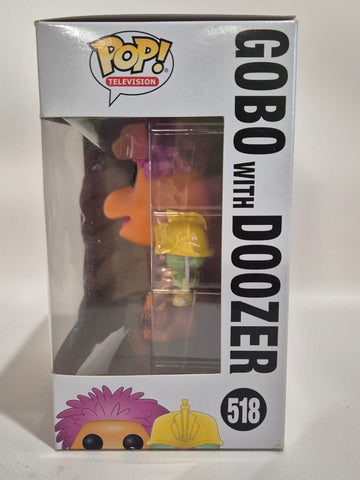 POP!
TELEVISION
GOBO WITH DOOZER
518